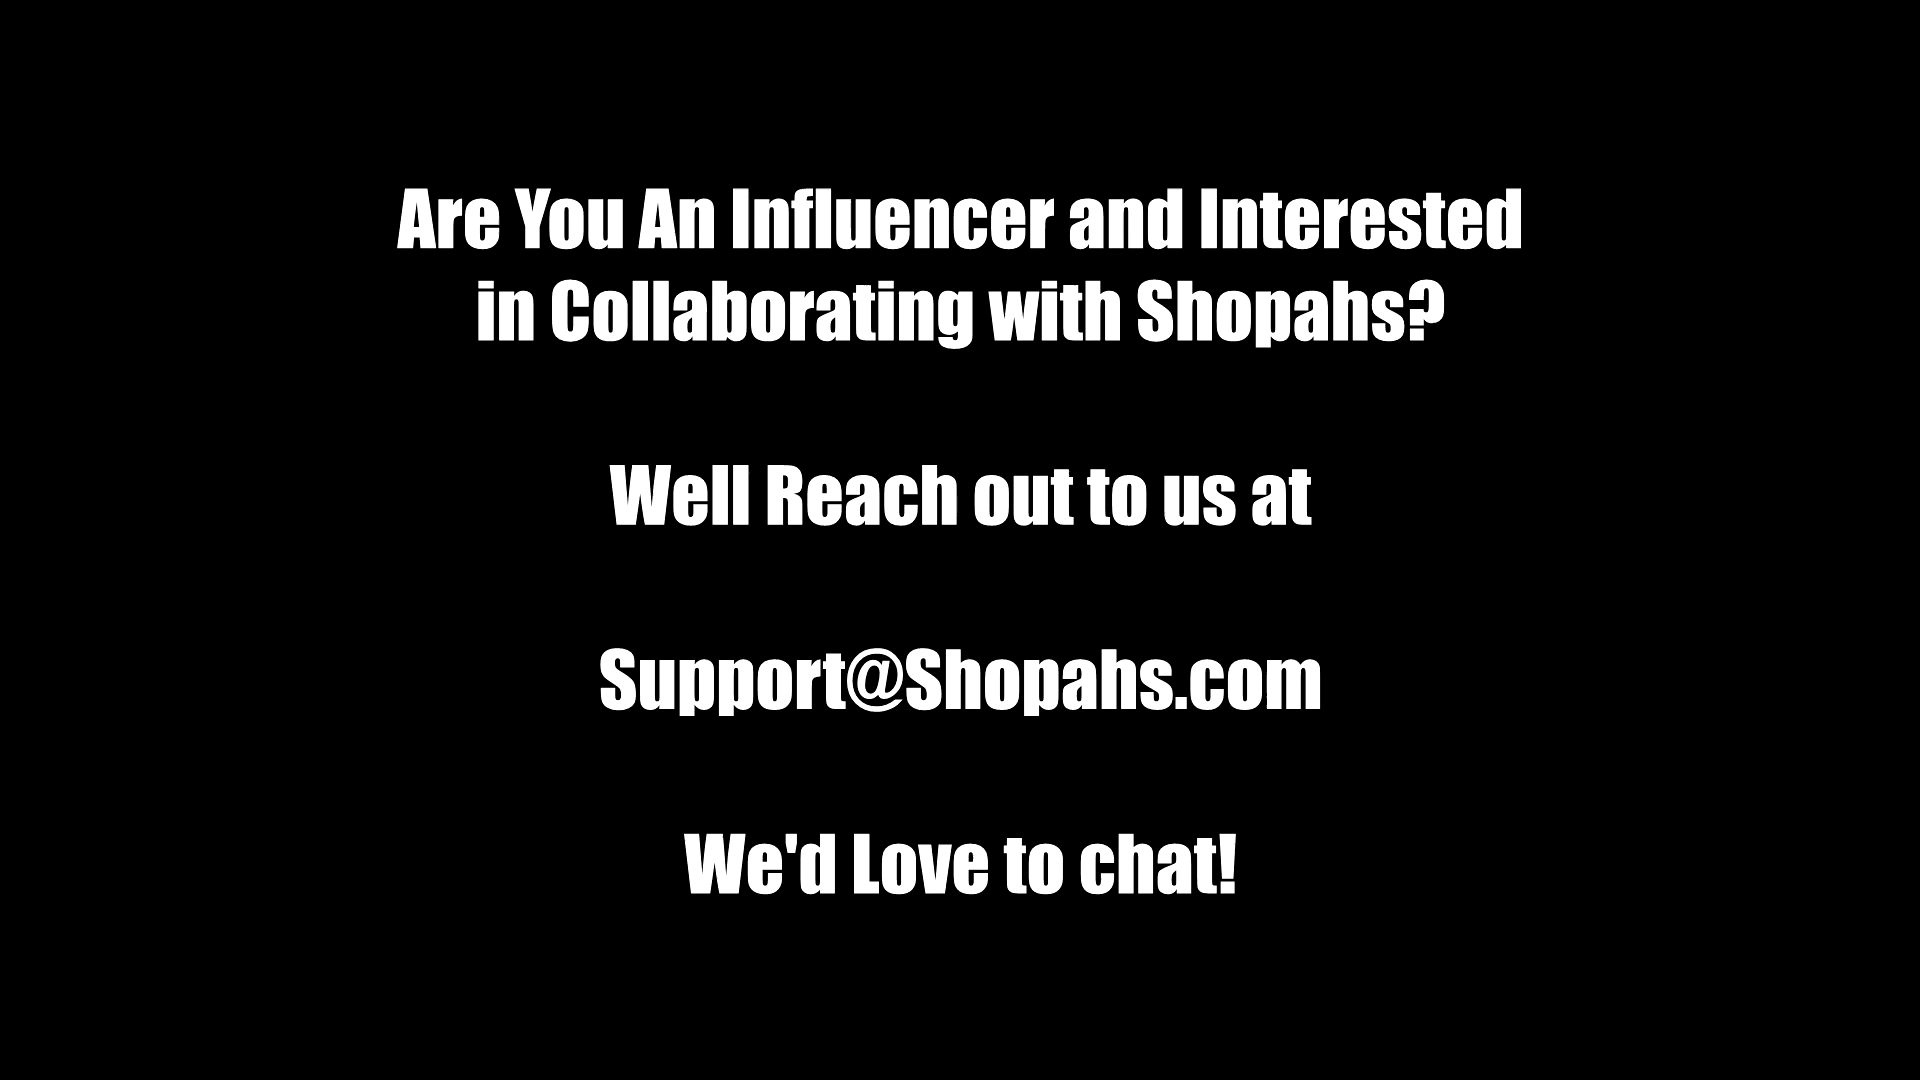 Are You An Influencer and Interested
in Collaborating with Shopahs?
Well Reach out to us at
Support@Shopahs.com
We'd Love to chat!